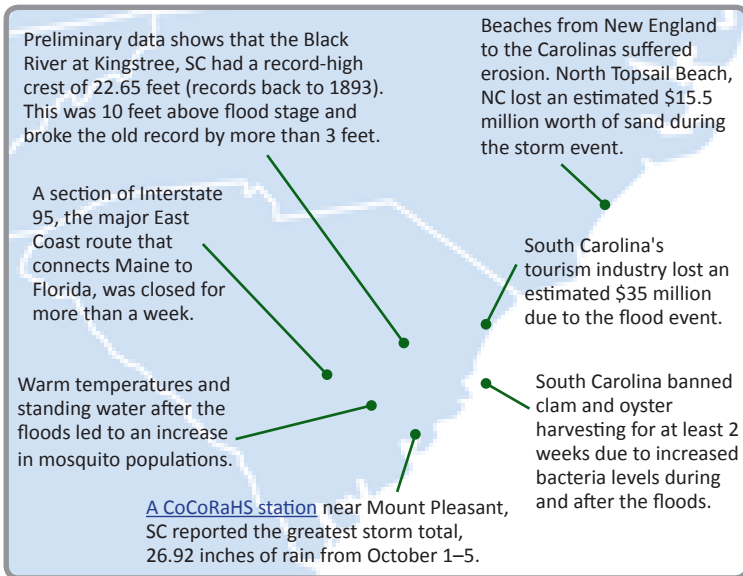 Preliminary data shows that the Black
River at Kingstree, SC had a record-high
crest of 22.65 feet (records back to 1893).
This was 10 feet above flood stage and
broke the old record by more than 3 feet.
Beaches from New England
to the Carolinas suffered
erosion. North Topsail Beach,
NC lost an estimated $15.5
million worth of sand during
the storm event.
A section of Interstate
95, the major East
Coast route that
connects Maine to
Florida, was closed for
more than a week.
South Carolina's
tourism industry lost an
estimated $35 million
due to the flood event.
Warm temperatures and
standing water after the
floods led to an increase
in mosquito populations.
South Carolina banned
clam and oyster
harvesting for at least 2
weeks due to increased
bacteria levels during
and after the floods.
A CoCoRaHS station near Mount Pleasant,
SC reported the greatest storm total,
26.92 inches of rain from October 1–5.